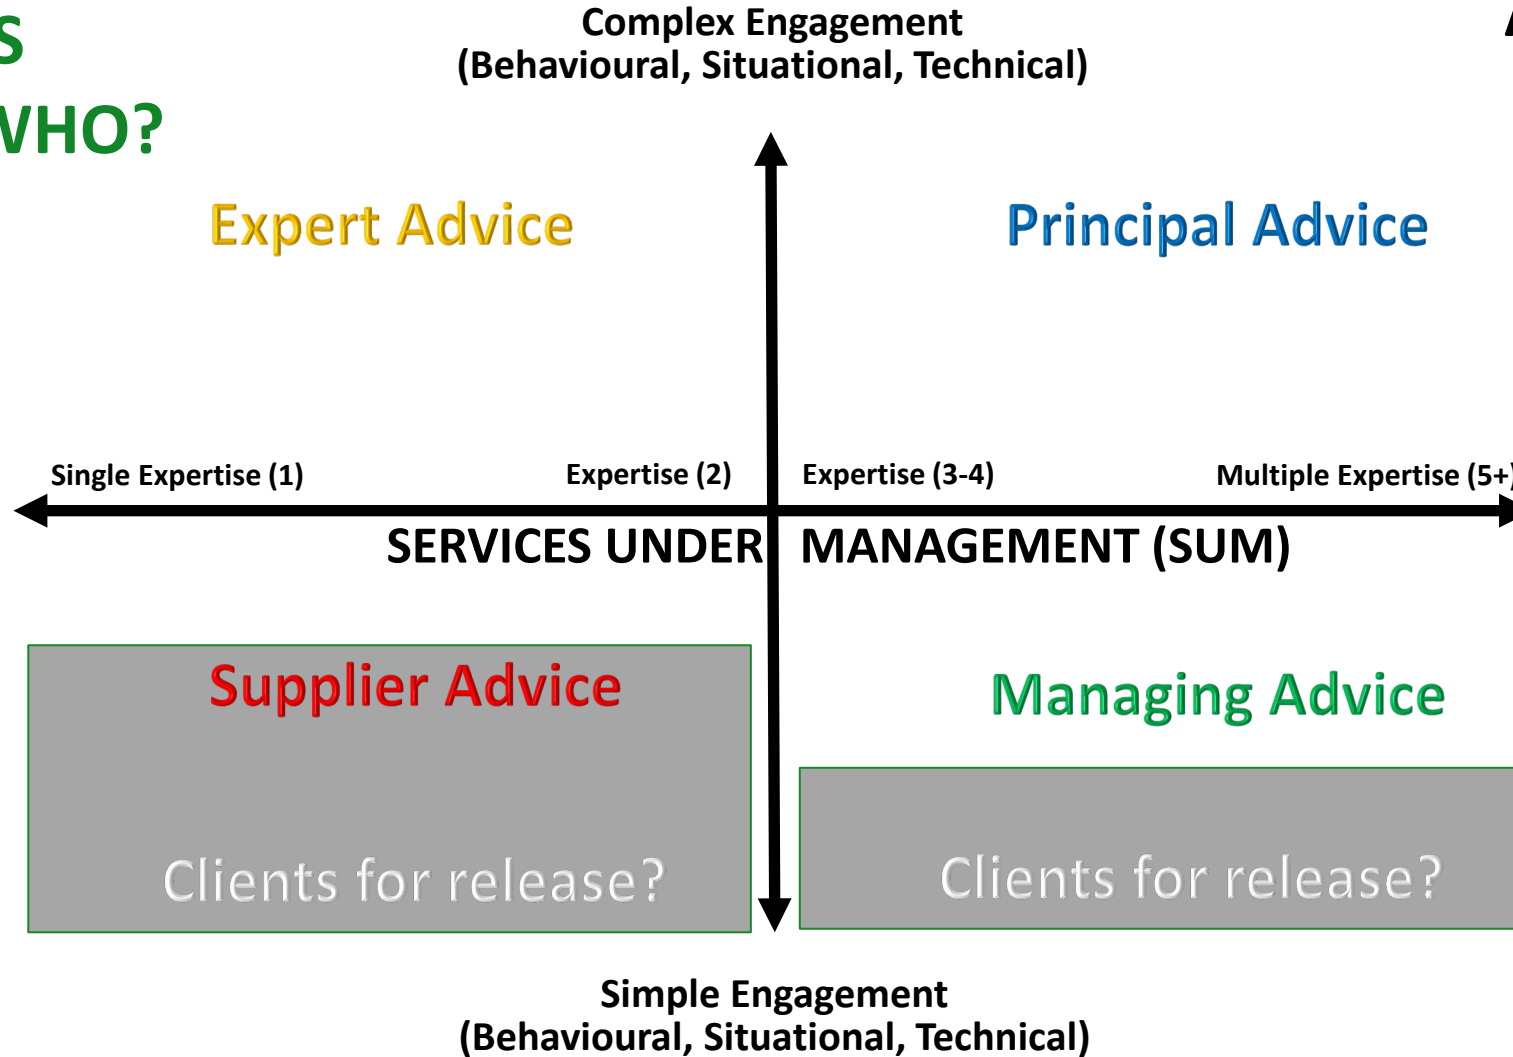 S
WHO?
Complex Engagement
(Behavioural, Situational, Technical)
Expert Advice
Principal Advice
Single Expertise (1)
Expertise (2)
Expertise (3-4)
Multiple Expertise (5+)
SERVICES UNDER MANAGEMENT (SUM)
Supplier Advice
Managing Advice
Clients for release?
Clients for release?
Simple Engagement
(Behavioural, Situational, Technical)